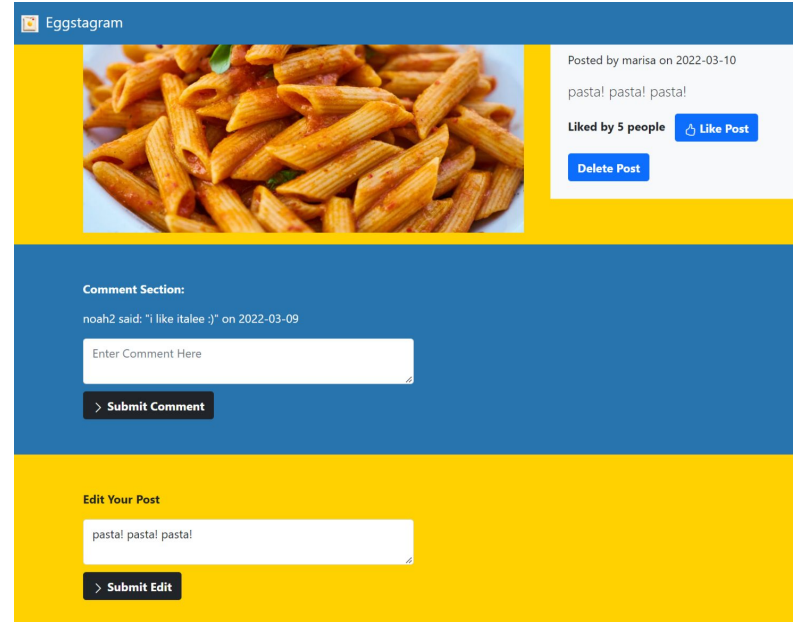 Eggstagram
Posted by marisa on 2022-03-10
pasta! pasta! pasta!
Liked by 5 people
Like Post
Delete Post
Comment Section:
noah2 said: "i like italee :)" on 2022-03-09
Enter Comment Here
Submit Comment
Edit Your Post
pasta! pasta! pasta!
Submit Edit